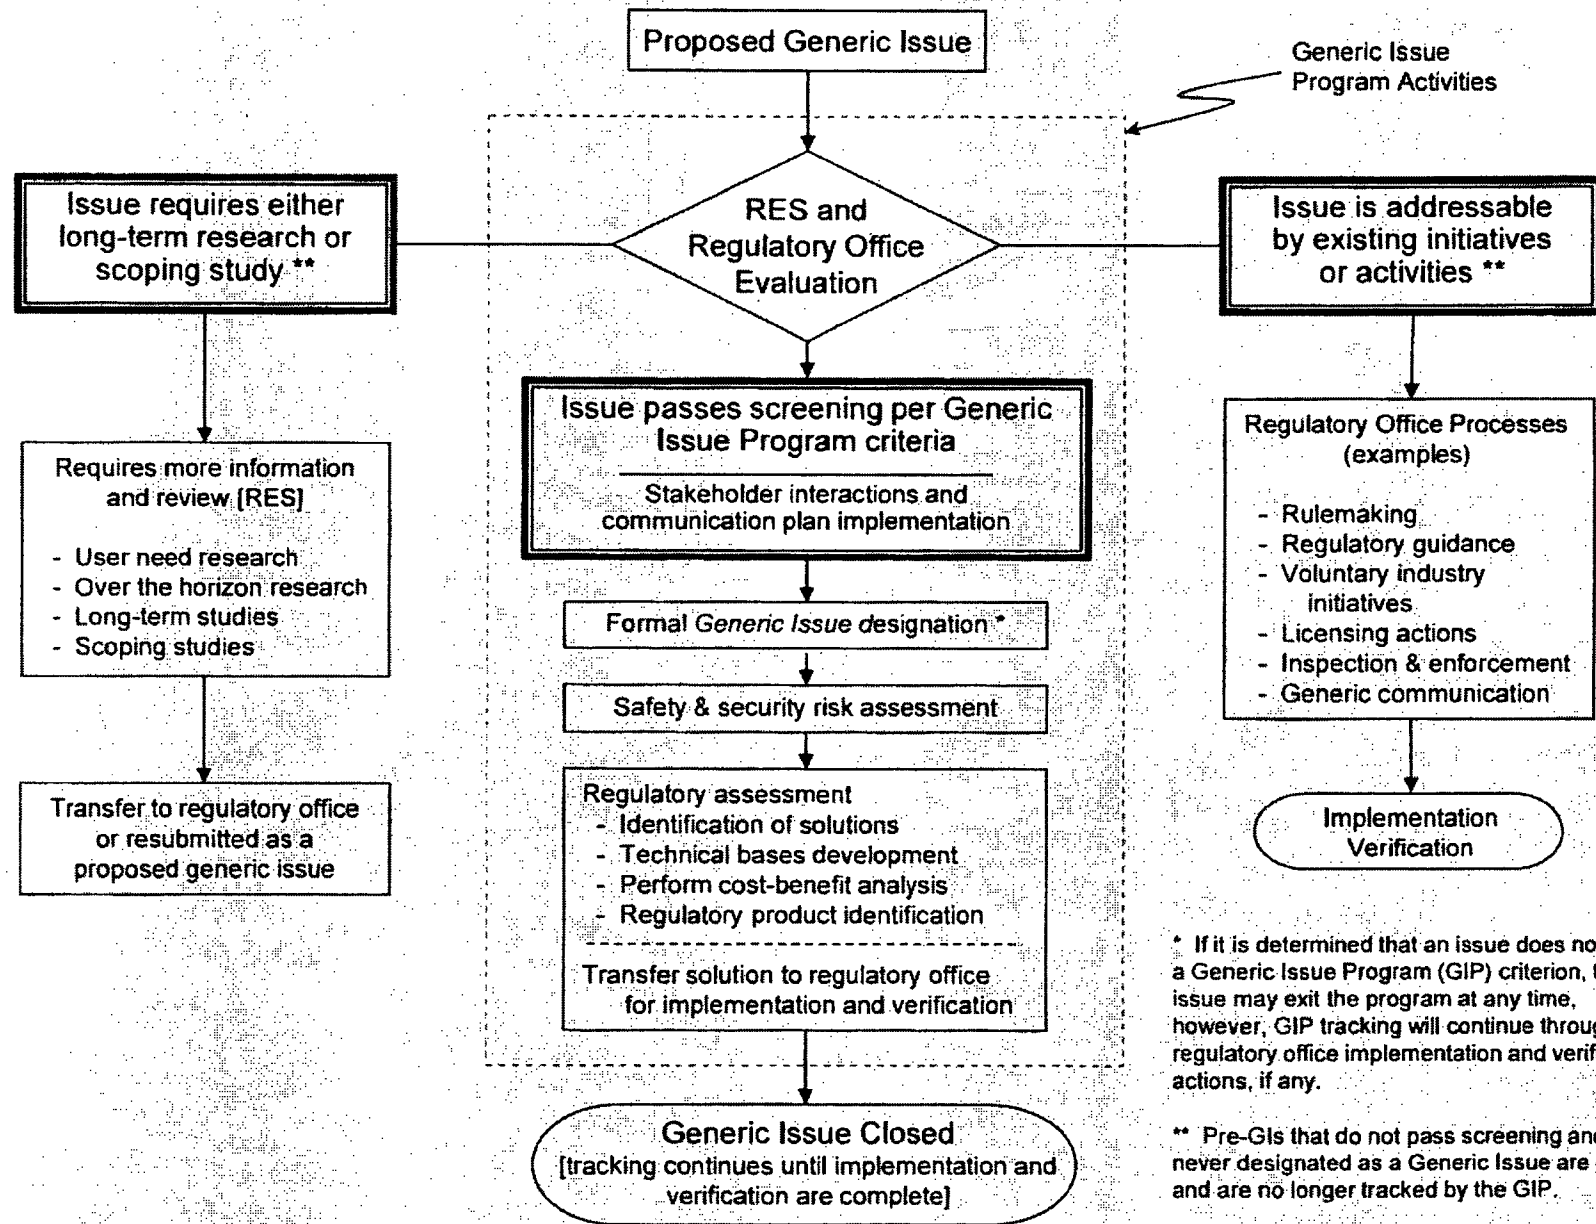 Proposed Generic Issue
Generic Issue
Program Activities
Issue requires either
long-term research or
scoping study **
RES and
Regulatory Office
Evaluation
Issue is addressable
by existing initiatives
or activities **
Issue passes screening per Generic
Issue Program criteria
Stakeholder interactions and
communication plan implementation
Requires more information
and review [RES]
- User need research
- Over the horizon research
- Long-term studies
- Scoping studies
Regulatory Office Processes
(examples)
- Rulemaking
- Regulatory guidance
- Voluntary industry
initiatives
- Licensing actions
- Inspection & enforcement
- Generic communication
Formal Generic Issue designation *
Safety & security risk assessment
Transfer to regulatory office
or resubmitted as a
proposed generic issue
Regulatory assessment
- Identification of solutions
- Technical bases development
- Perform cost-benefit analysis
- Regulatory product identification
Transfer solution to regulatory office
for implementation and verification
Implementation
Verification
Generic Issue Closed
[tracking continues until implementation and
verification are complete]
* If it is determined that an issue does no
a Generic Issue Program (GIP) criterion,
issue may exit the program at any time,
however, GIP tracking will continue throug
regulatory office implementation and verif
actions, if any.
** Pre-GIs that do not pass screening and
never designated as a Generic Issue are
and are no longer tracked by the GIP.